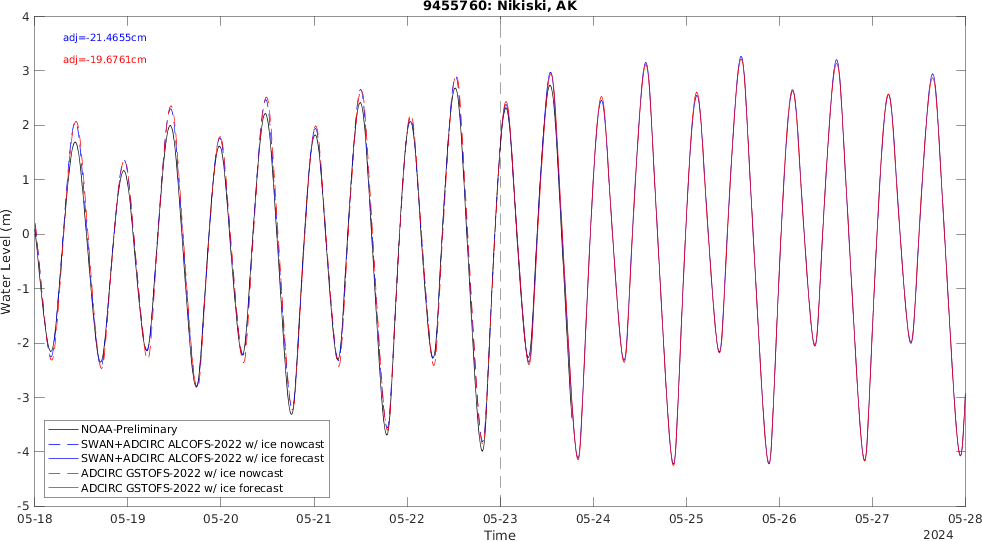 9455760: Nikiski, AK
adj=-21.4655cm
adj=-19.6761cm
Water Level (m)
4
3
2
1
0
-1
-2
-3
-4
-5
NOAA-Preliminary
SWAN+ADCIRC ALCOFS-2022 w/ ice nowcast
SWAN+ADCIRC ALCOFS-2022 w/ ice forecast
ADCIRC GSTOFS-2022 w/ ice nowcast
ADCIRC GSTOFS-2022 w/ ice forecast
05-18 05-19 05-20 05-21 05-22 05-23 05-24 05-25 05-26 05-27 05-28
Time
2024